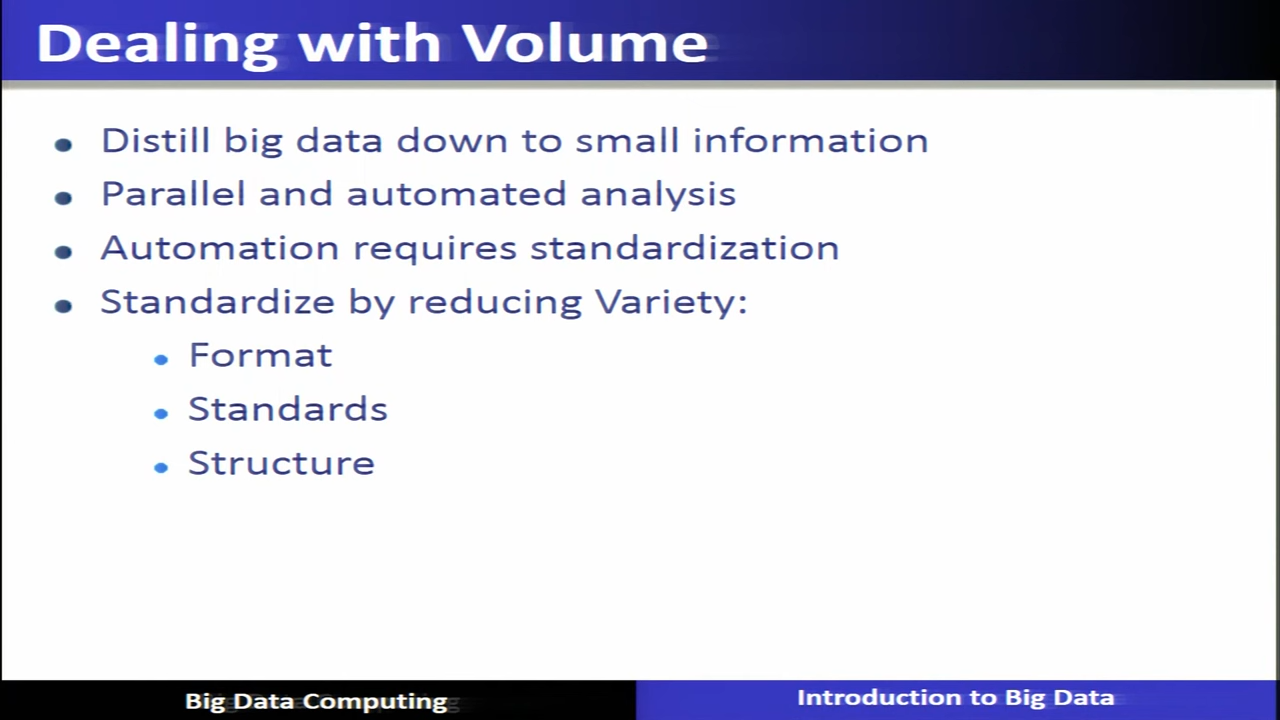 Dealing with Volume
Distill big data down to small information
Parallel and automated analysis
Automation requires standardization
Standardize by reducing Variety:
Format
Standards
Structure
Big Data Computing
Introduction to Big Data